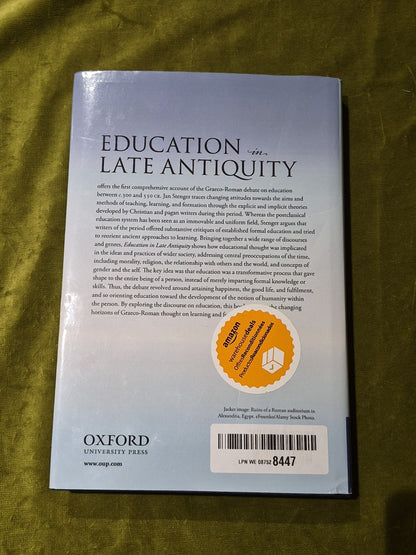 EDUCATION in
LATE ANTIQUITY
offers the first comprehensive account of the Graeco-Roman debate on education
between c.300 and 550 CE. Jan Stenger traces changing attitudes towards the aims and
methods of teaching, learning, and formation through the explicit and implicit theories
developed by Christian and pagan writers during this period. Whereas the postclassical
education system has been seen as an immovable and uniform field, Stenger argues that
writers of the period offered substantive critiques of established formal education and tried
to reorient ancient approaches to learning. Bringing together a wide range of discourses
and genres, Education in Late Antiquity shows how educational thought was implicated
in the ideas and practices of wider society, addressing central preoccupations of the time,
including morality, religion, the relationship with others and the world, and concepts of
gender and the self. The key idea was that education was a transformative process that gave
shape to the entire being of a person, instead of merely imparting formal knowledge or
skills. Thus, the debate revolved around attaining happiness, the good life, and fulfilment,
and so orienting education toward the development of the notion of humanity within
the person. By exploring the discourse on education, this the changing
horizons of Graeco-Roman thought on learning and
amazon
warehousedeals
OffresReconditionnées
ProductosReacondicionados
Jacket image: Ruins of a Roman auditorium in
Alexandria, Egypt. eFesenko/Alamy Stock Photo.
OXFORD
UNIVERSITY PRESS
www.oup.com
LPN WE 08752 8447